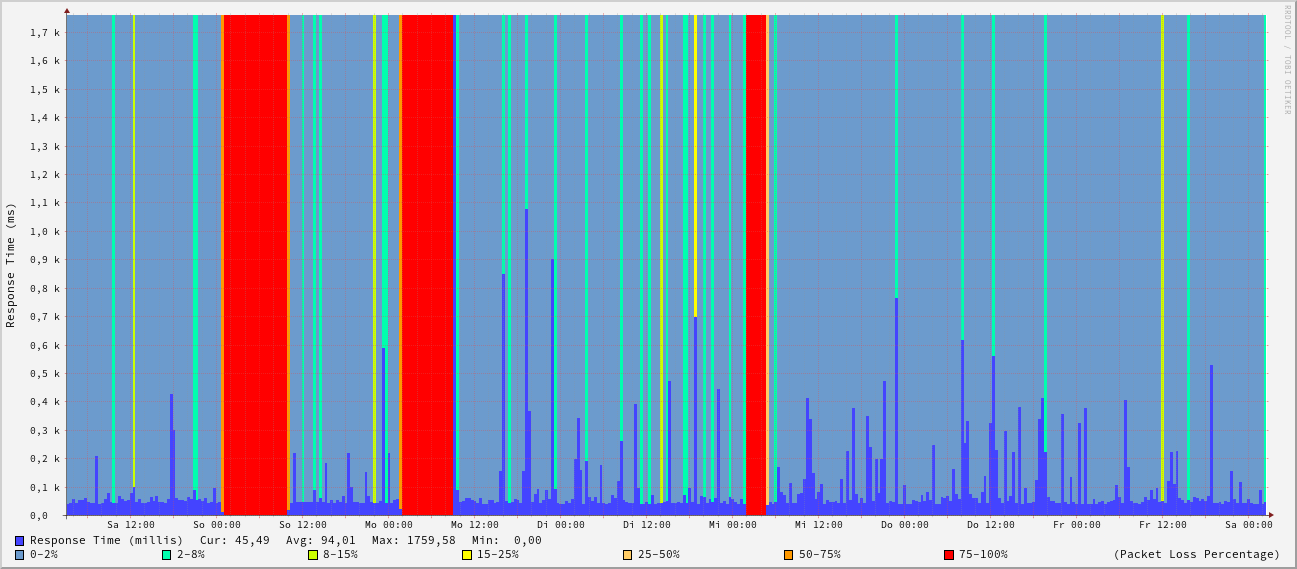 RRDTOOL / TOBI OETIKER
Response Time (ms)
1,7 k
1,6 k
1,5 k
1,4 k
1,3 k
1,2 k
1,1 k
1,0 k
0,9 k
0,8 k
0,7 k
0,6 k
0,5 k
0,4 k
0,3 k
0,2 k
0,1 k
0,0
Sa 12:00 So 00:00 So 12:00 Mo 00:00 Mo 12:00 Di 00:00 Di 12:00 Mi 00:00 Mi 12:00 Do 00:00 Do 12:00 Fr 00:00 Fr 12:00 Sa 00:00
Response Time (millis) Cur: 45,49 Avg: 94,01 Max: 1759,58 Min: 0,00
0-2% 2-8% 8-15% 15-25% 25-50% 50-75% 75-100% (Packet Loss Percentage)